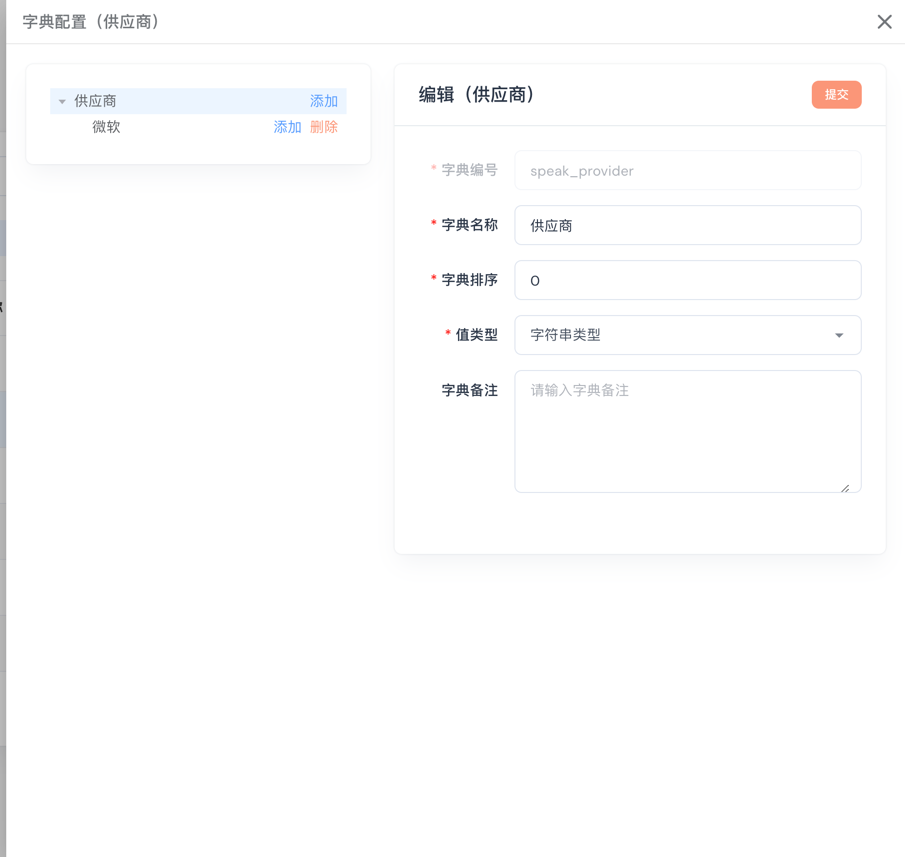 字典配置（供应商）
供应商 添加
微软 添加 删除
编辑（供应商） 提交
* 字典编号 speak_provider
* 字典名称 供应商
* 字典排序 0
* 值类型 字符串类型
字典备注 请输入字典备注